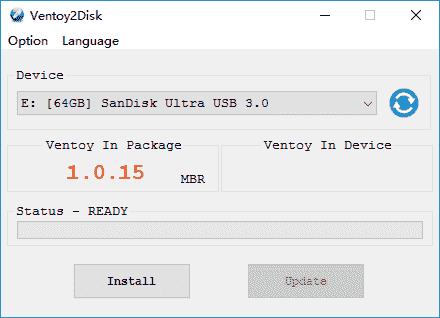 Ventoy2Disk
Option Language
Device
E: [64GB] SanDisk Ultra USB 3.0
Ventoy In Package Ventoy In Device
1.0.15 MBR
Status - READY
Install Update